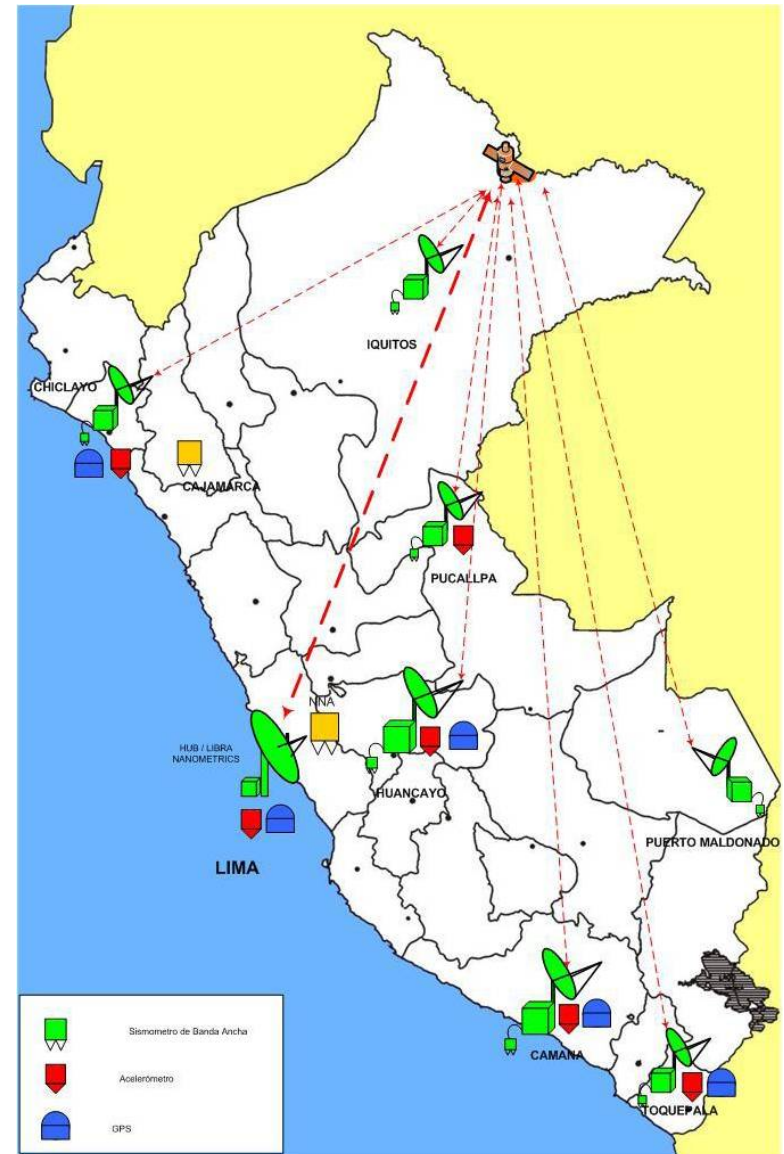 IQUITOS
CHICLAYO
CAJAMARCA
PUCALLPA
NNA
HUB / LIBRA
NANOMETRICS
HUANCAYO
LIMA
PUERTO MALDONADO
CAMANA
TOQUEPALA
Sismometro de Banda Ancha
Acelerómetro
GPS